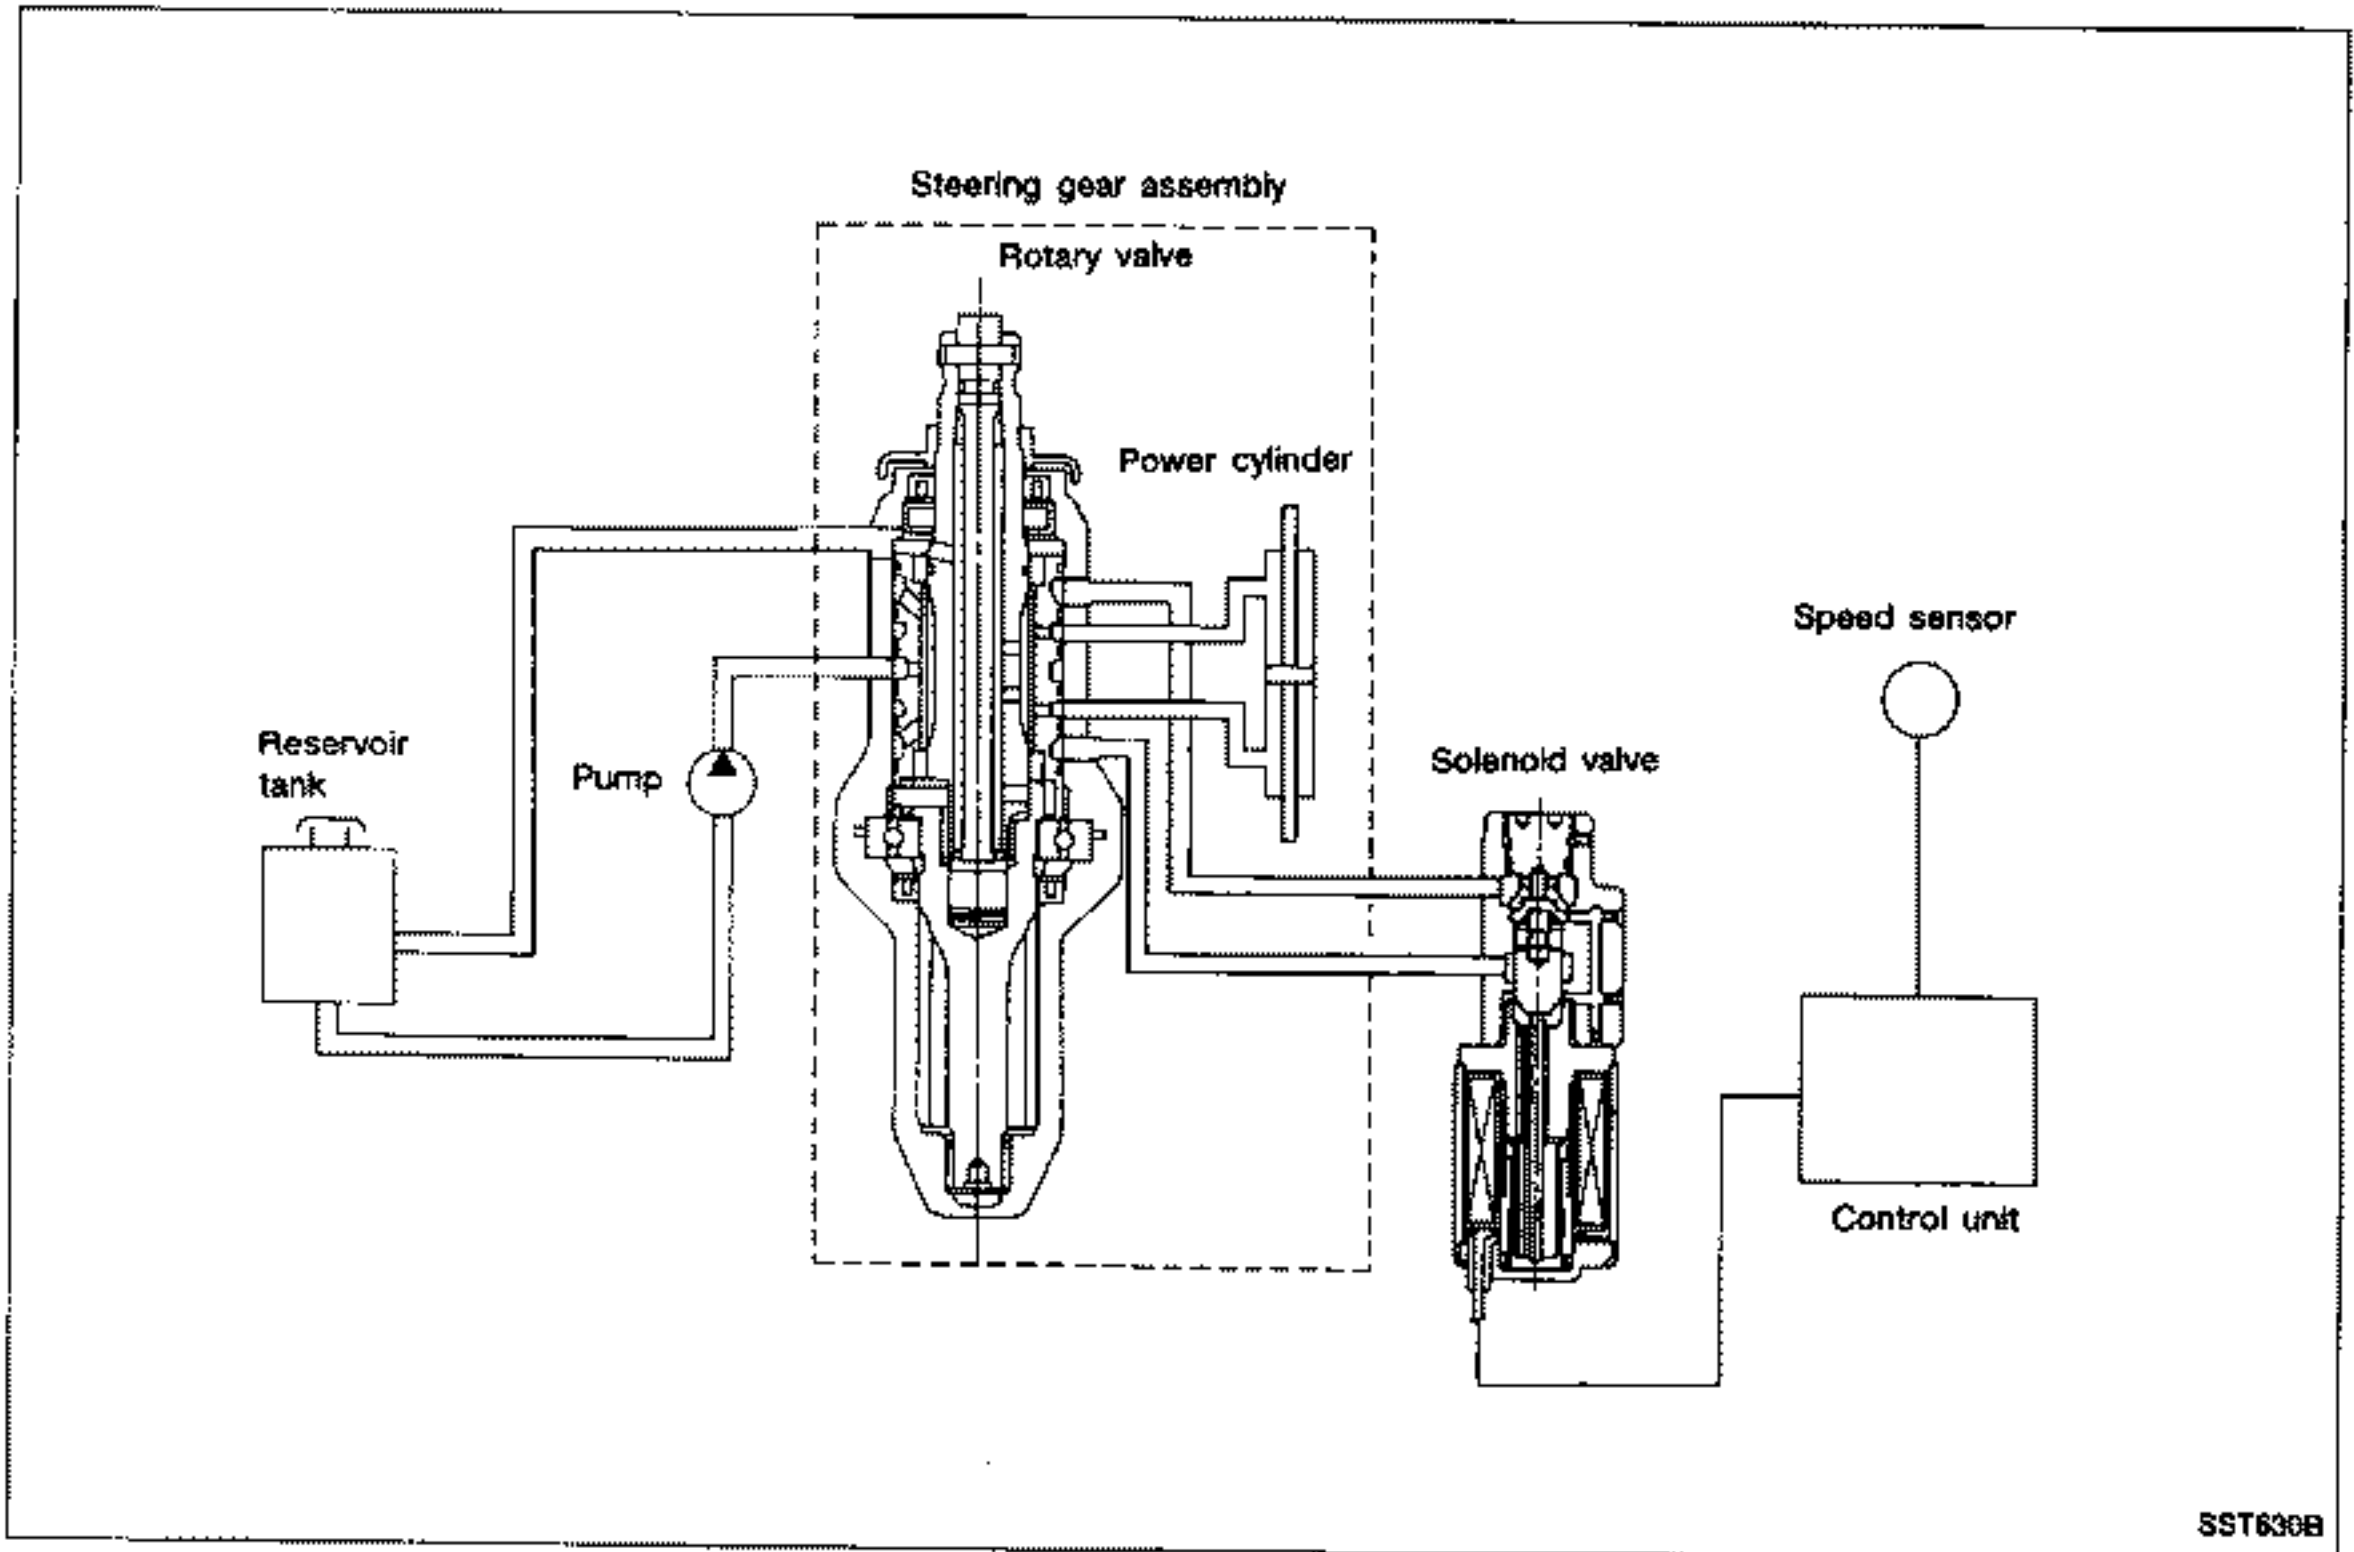 Steering gear assembly
Rotary valve
Power cylinder
Speed sensor
Reservoir
tank
Pump
Solenoid valve
Control unit
SST630B